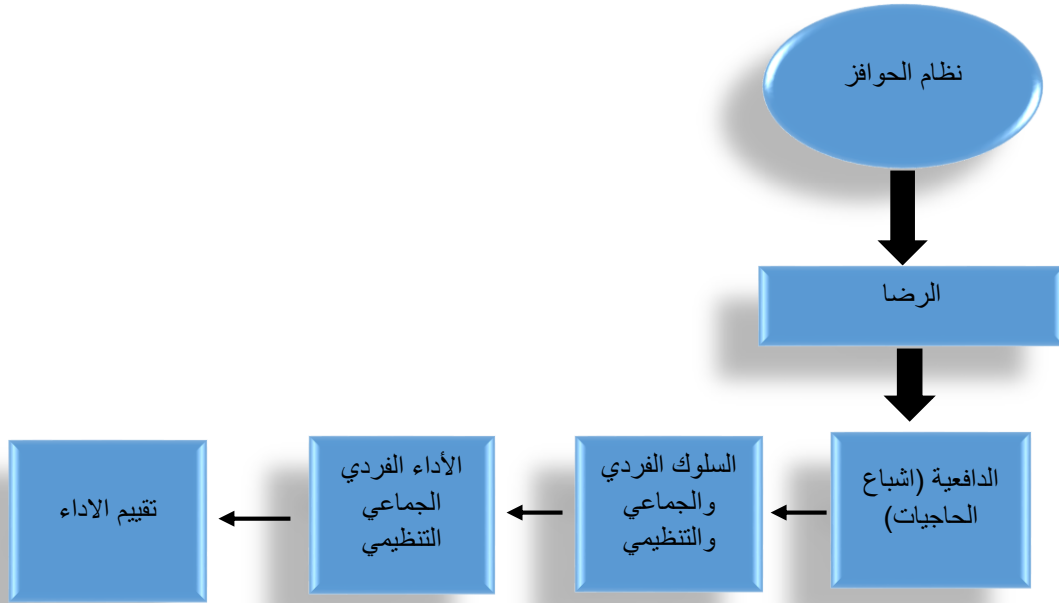 نظام الحوافز
الرضا
الدافعية (اشباع
الحاجيات)
السلوك الفردي
والجماعي
والتنظيمي
الأداء الفردي
الجماعي
التنظيمي
تقييم الاداء